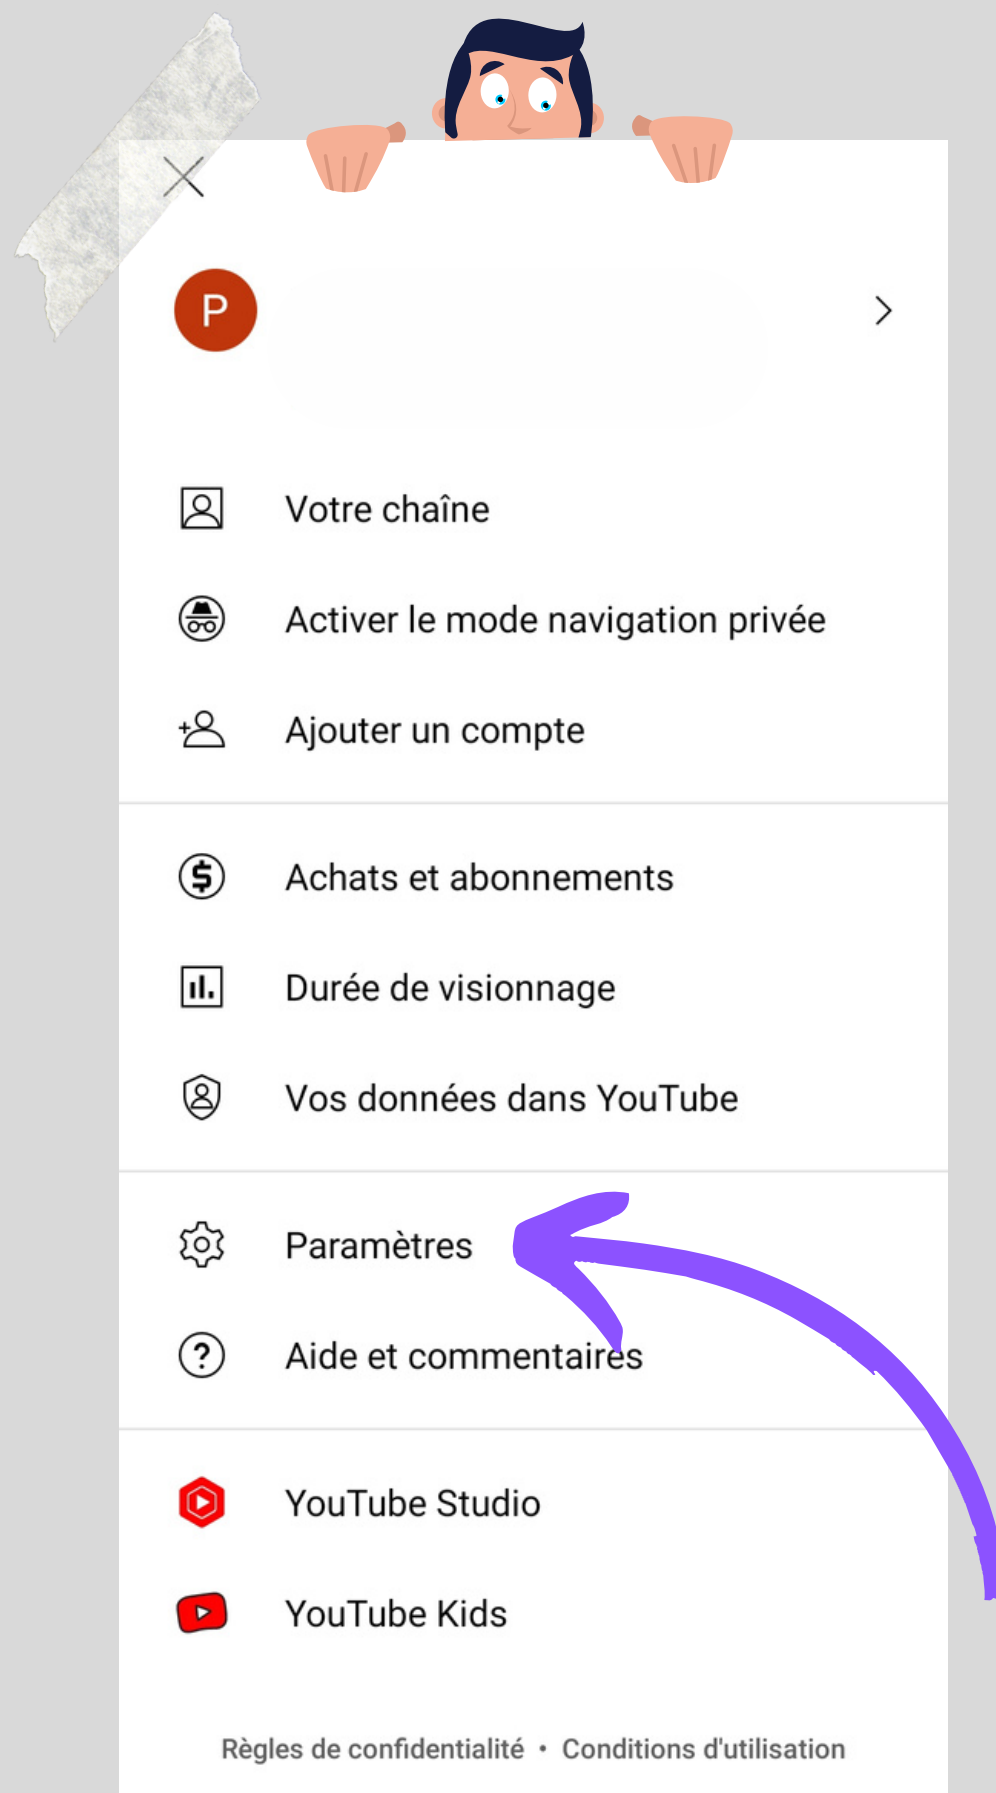 P
Votre chaîne
Activer le mode navigation privée
Ajouter un compte
Achats et abonnements
Durée de visionnage
Vos données dans YouTube
Paramètres
Aide et commentaires
YouTube Studio
YouTube Kids
Règles de confidentialité • Conditions d'utilisation